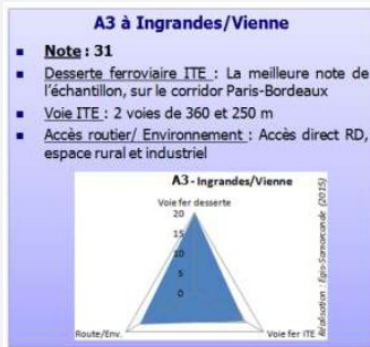 A3 à Ingrandes/Vienne
Note : 31
Desserte ferroviaire ITE : La meilleure note de
l'échantillon, sur le corridor Paris-Bordeaux
Voie ITE : 2 voies de 360 et 250 m
Accès routier/ Environnement : Accès direct RD,
espace rural et industriel
A3 - Ingrandes/Vienne
Voie fer desserte
20
15
10
5
0
Route/Env.
Voie fer ITE
Réalisation : Egis-Samarcande (2015)